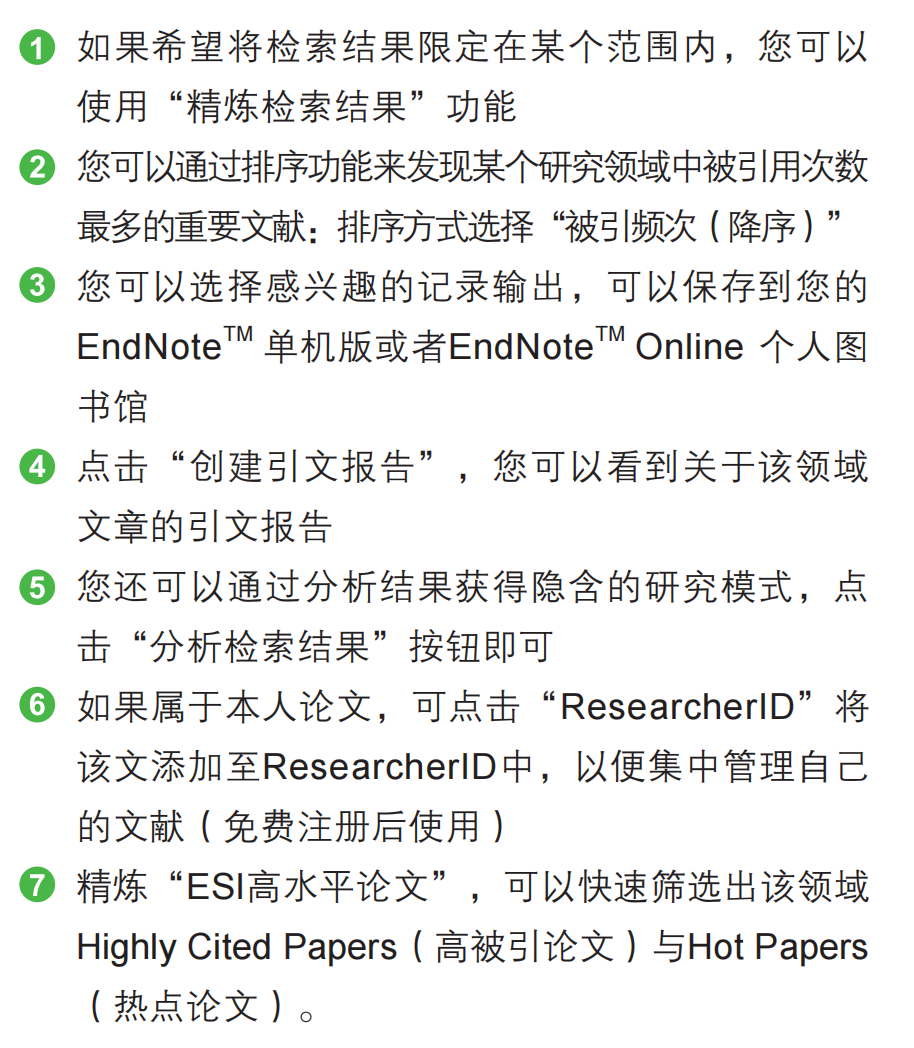 1 如果希望将检索结果限定在某个范围内，您可以
使用“精炼检索结果”功能
2 您可以通过排序功能来发现某个研究领域中被引用次数
最多的重要文献：排序方式选择“被引频次（降序）”
3 您可以选择感兴趣的记录输出，可以保存到您的
EndNote™ 单机版或者EndNote™ Online 个人图
书馆
4 点击“创建引文报告”，您可以看到关于该领域
文章的引文报告
5 您还可以通过分析结果获得隐含的研究模式，点
击“分析检索结果”按钮即可
6 如果属于本人论文，可点击“ResearcherID”将
该文添加至ResearcherID中，以便集中管理自己
的文献（免费注册后使用）
7 精炼“ESI高水平论文”，可以快速筛选出该领域
Highly Cited Papers（高被引论文）与Hot Papers
（热点论文）。